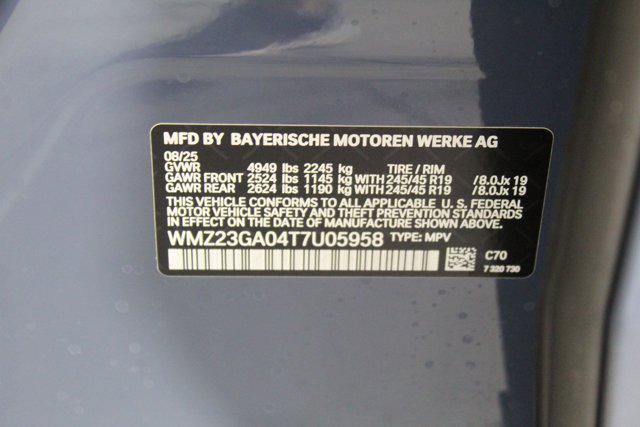 MFD BY BAYERISCHE MOTOREN WERKE AG
08/25
GVWR 4949 lbs 2245 kg TIRE / RIM
GAWR FRONT 2524 lbs 1145 kg WITH 245/45 R19 /8.0Jx 19
GAWR REAR 2624 lbs 1190 kg WITH 245/45 R19 /8.0Jx 19
THIS VEHICLE CONFORMS TO ALL APPLICABLE U. S. FEDERAL
MOTOR VEHICLE SAFETY AND THEFT PREVENTION STANDARDS
IN EFFECT ON THE DATE OF MANUFACTURE SHOWN ABOVE.
WMZ23GA04T7U05958 TYPE: MPV
C70
7 320 730